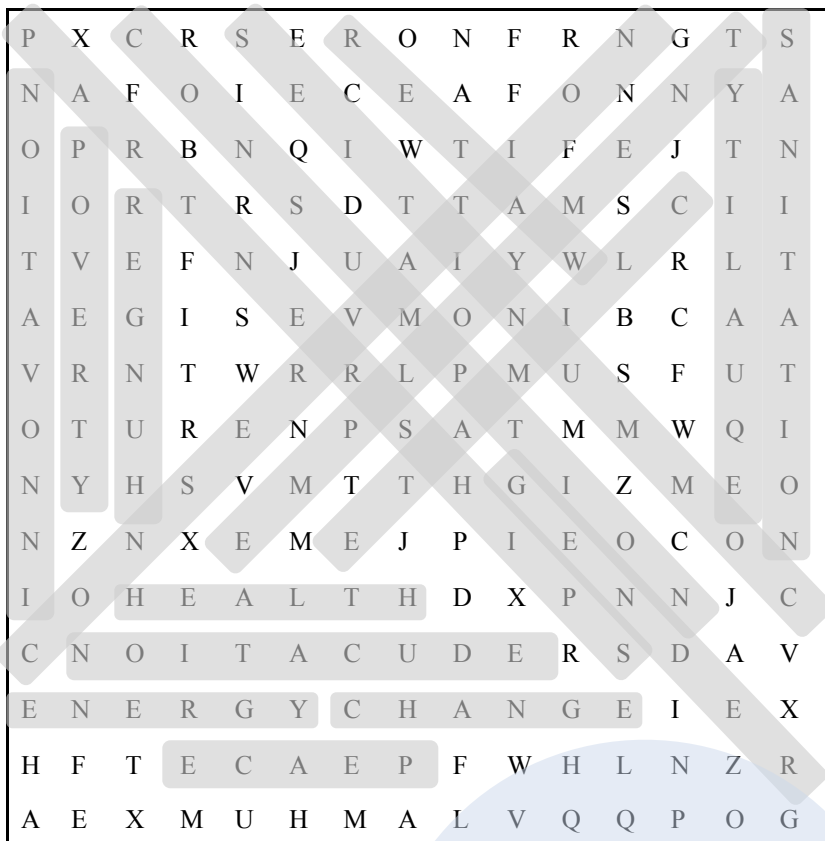 P X C R S E R O N F R N G T S
N A F O I E C E A F O N N Y A
O P R B N Q I W T I F E J T N
I O R T R S D T T A M S C I I
T V E F N J U A I Y W L R L T
A E G I S E V M O N I B C A A
V R N T W R R L P M U S F U T
O T U R E N P S A T M M W Q I
N Y H S V M T T H G I Z M E O
N Z N X E M E J P I E O C O N
I O H E A L T H D X P N N J C
C N O I T A C U D E R S D A V
E N E R G Y C H A N G E I E X
H F T E C A E P F W H L N Z R
A E X M U H M A L V Q Q P O G